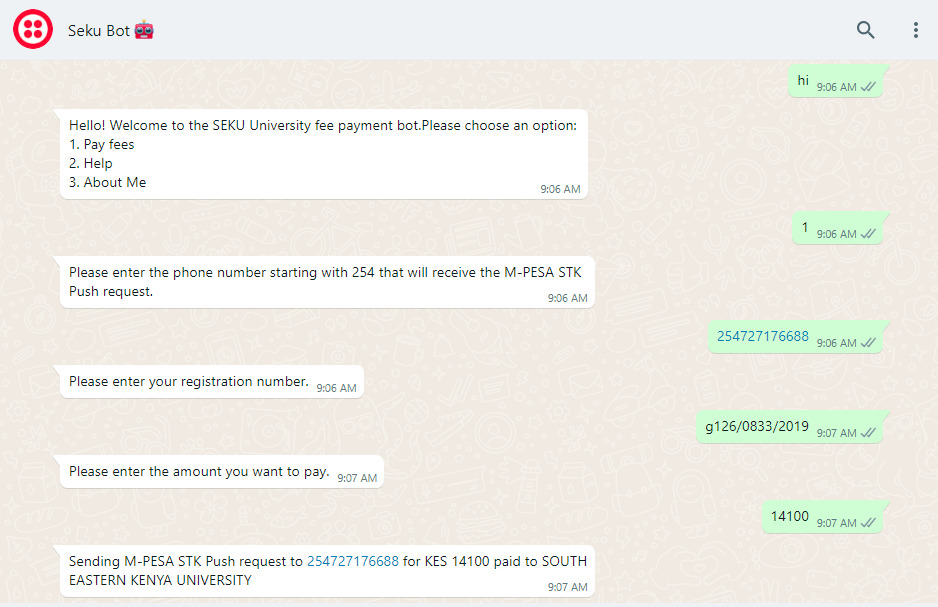 Seku Bot 🤖
hi
9:06 AM
Hello! Welcome to the SEKU University fee payment bot.Please choose an option:
1. Pay fees
2. Help
3. About Me
9:06 AM
1
9:06 AM
Please enter the phone number starting with 254 that will receive the M-PESA STK
Push request.
9:06 AM
254727176688
9:06 AM
Please enter your registration number.
9:06 AM
g126/0833/2019
9:07 AM
Please enter the amount you want to pay.
9:07 AM
14100
9:07 AM
Sending M-PESA STK Push request to 254727176688 for KES 14100 paid to SOUTH
EASTERN KENYA UNIVERSITY
9:07 AM